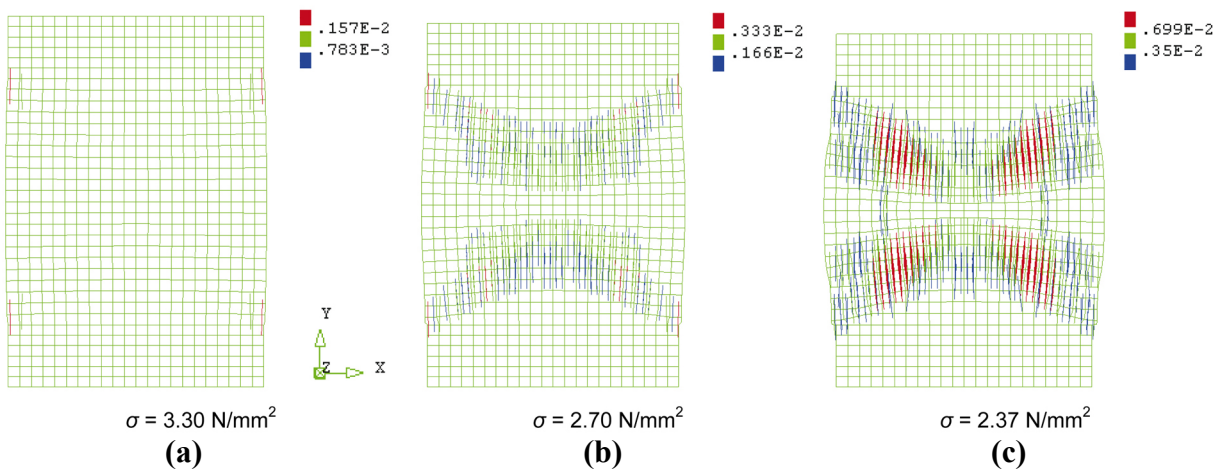 .157E-2
.783E-3
.333E-2
.166E-2
.699E-2
.35E-2
Y
Z
X
σ = 3.30 N/mm²
σ = 2.70 N/mm²
σ = 2.37 N/mm²
(a)
(b)
(c)